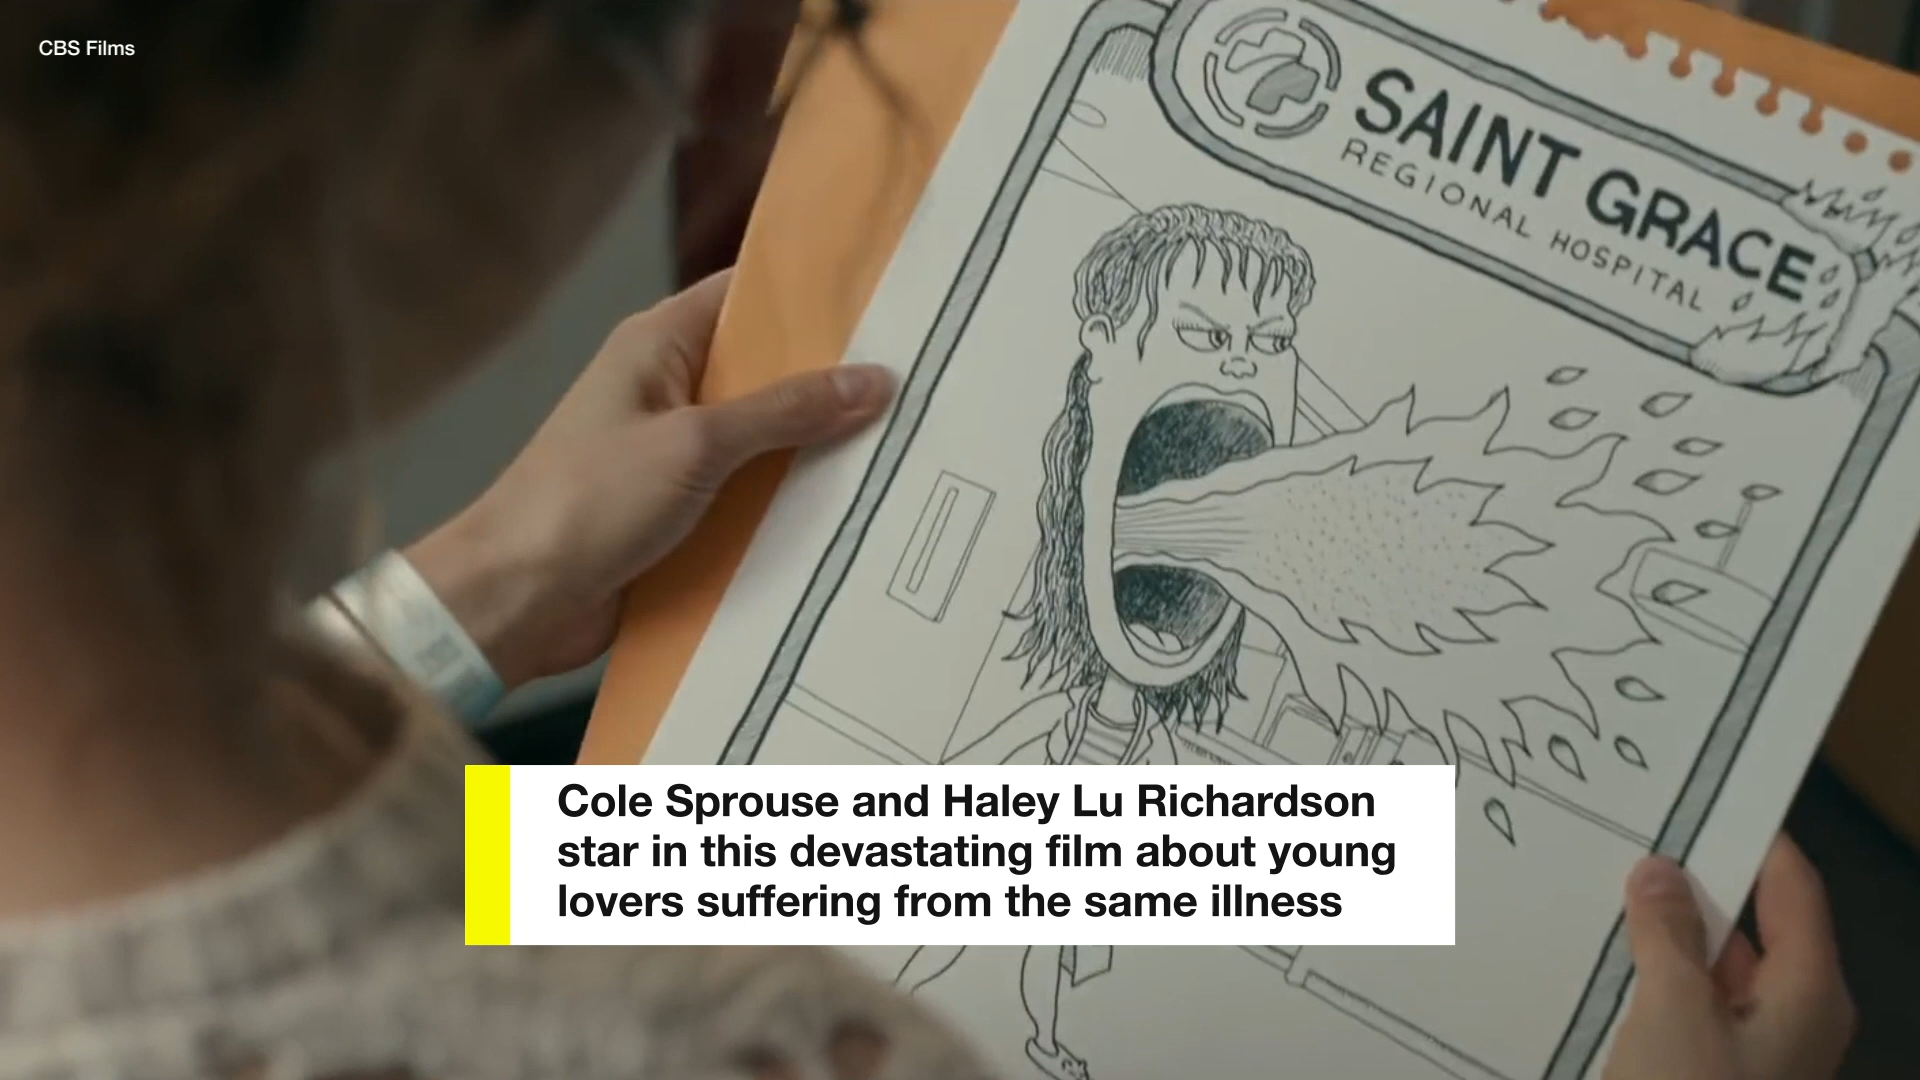 CBS Films
SAINT GRACE
REGIONAL HOSPITAL
Cole Sprouse and Haley Lu Richardson
star in this devastating film about young
lovers suffering from the same illness